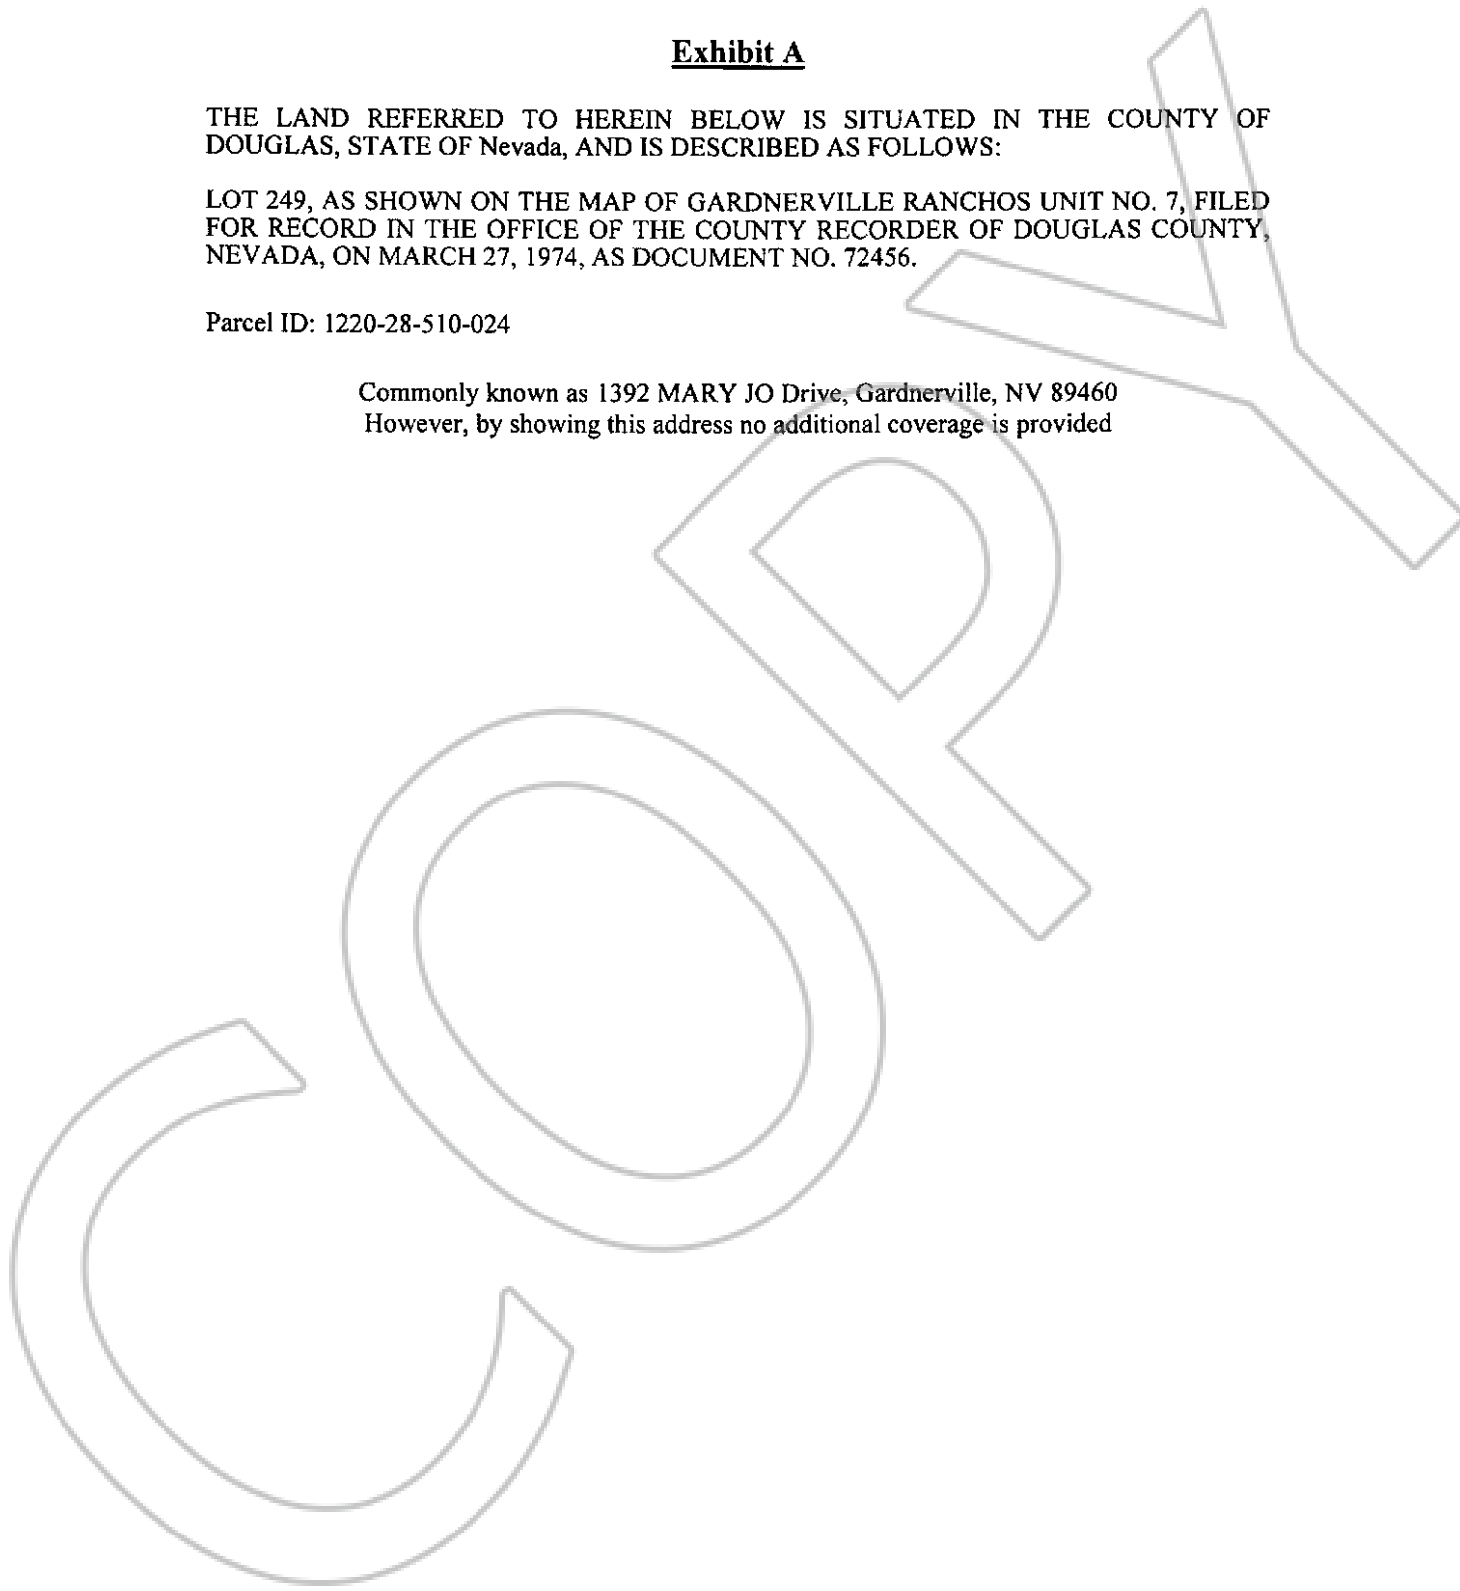 Exhibit A
THE LAND REFERRED TO HEREIN BELOW IS SITUATED IN THE COUNTY OF
DOUGLAS, STATE OF Nevada, AND IS DESCRIBED AS FOLLOWS:
LOT 249, AS SHOWN ON THE MAP OF GARDNERVILLE RANCHOS UNIT NO. 7, FILED
FOR RECORD IN THE OFFICE OF THE COUNTY RECORDER OF DOUGLAS COUNTY,
NEVADA, ON MARCH 27, 1974, AS DOCUMENT NO. 72456.
Parcel ID: 1220-28-510-024
Commonly known as 1392 MARY JO Drive, Gardnerville, NV 89460
However, by showing this address no additional coverage is provided
COPY